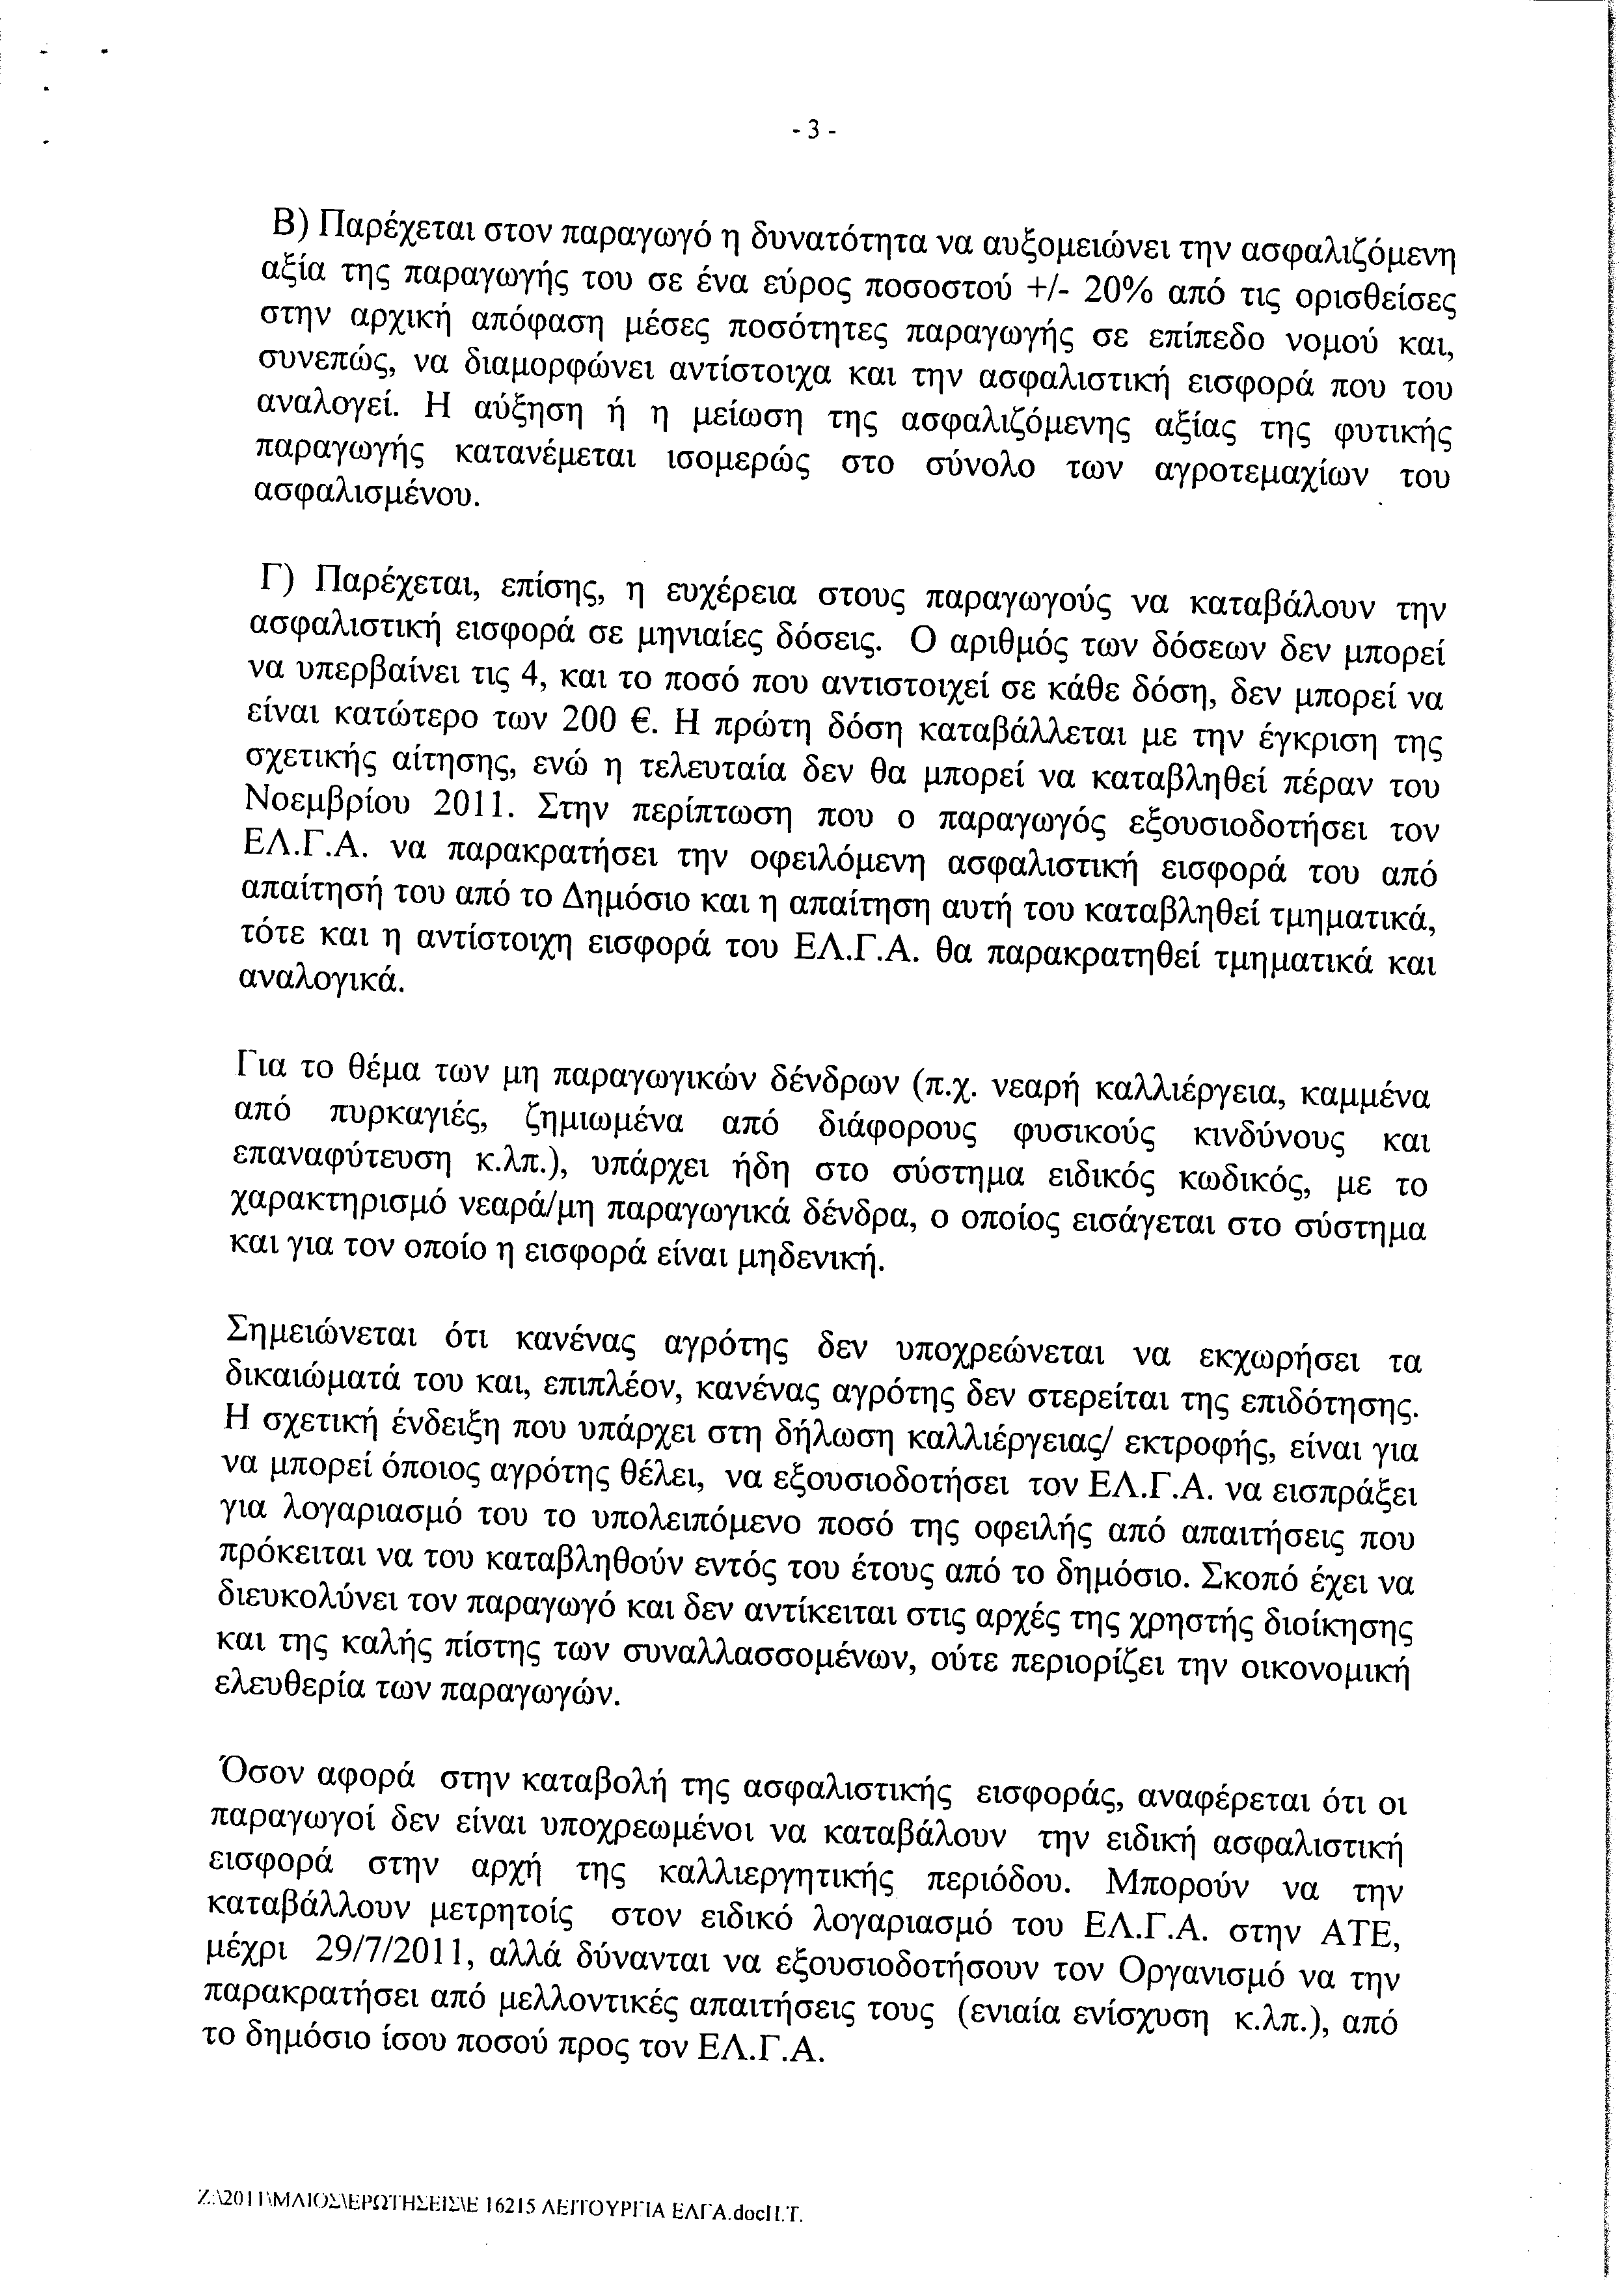 - 3 -
Β) Παρέχεται στον παραγωγό η δυνατότητα να αυξομειώνει την ασφαλιζόμενη
αξία της παραγωγής του σε ένα εύρος ποσοστού +/- 20% από τις ορισθείσες
στην αρχική απόφαση μέσες ποσότητες παραγωγής σε επίπεδο νομού και,
συνεπώς, να διαμορφώνει αντίστοιχα και την ασφαλιστική εισφορά που του
αναλογεί. Η αύξηση ή η μείωση της ασφαλιζόμενης αξίας της φυτικής
παραγωγής κατανέμεται ισομερώς στο σύνολο των αγροτεμαχίων του
ασφαλισμένου.
Γ) Παρέχεται, επίσης, η ευχέρεια στους παραγωγούς να καταβάλουν την
ασφαλιστική εισφορά σε μηνιαίες δόσεις. Ο αριθμός των δόσεων δεν μπορεί
να υπερβαίνει τις 4, και το ποσό που αντιστοιχεί σε κάθε δόση, δεν μπορεί να
είναι κατώτερο των 200 €. Η πρώτη δόση καταβάλλεται με την έγκριση της
σχετικής αίτησης, ενώ η τελευταία δεν θα μπορεί να καταβληθεί πέραν του
Νοεμβρίου 2011. Στην περίπτωση που ο παραγωγός εξουσιοδοτήσει τον
ΕΛ.Γ.Α. να παρακρατήσει την οφειλόμενη ασφαλιστική εισφορά του από
απαίτησή του από το Δημόσιο και η απαίτηση αυτή του καταβληθεί τμηματικά,
τότε και η αντίστοιχη εισφορά του ΕΛ.Γ.Α. θα παρακρατηθεί τμηματικά και
αναλογικά.
Για το θέμα των μη παραγωγικών δένδρων (π.χ. νεαρή καλλιέργεια, καμμένα
από πυρκαγιές, ζημιωμένα από διάφορους φυσικούς κινδύνους και
επαναφύτευση κ.λπ.), υπάρχει ήδη στο σύστημα ειδικός κωδικός, με το
χαρακτηρισμό νεαρά/μη παραγωγικά δένδρα, ο οποίος εισάγεται στο σύστημα
και για τον οποίο η εισφορά είναι μηδενική.
Σημειώνεται ότι κανένας αγρότης δεν υποχρεώνεται να εκχωρήσει τα
δικαιώματά του και, επιπλέον, κανένας αγρότης δεν στερείται της επιδότησης.
Η σχετική ένδειξη που υπάρχει στη δήλωση καλλιέργειας/ εκτροφής, είναι για
να μπορεί όποιος αγρότης θέλει, να εξουσιοδοτήσει τον ΕΛ.Γ.Α. να εισπράξει
για λογαριασμό του το υπολειπόμενο ποσό της οφειλής από απαιτήσεις που
πρόκειται να του καταβληθούν εντός του έτους από το δημόσιο. Σκοπό έχει να
διευκολύνει τον παραγωγό και δεν αντίκειται στις αρχές της χρηστής διοίκησης
και της καλής πίστης των συναλλασσομένων, ούτε περιορίζει την οικονομική
ελευθερία των παραγωγών.
Όσον αφορά στην καταβολή της ασφαλιστικής εισφοράς, αναφέρεται ότι οι
παραγωγοί δεν είναι υποχρεωμένοι να καταβάλουν την ειδική ασφαλιστική
εισφορά στην αρχή της καλλιεργητικής περιόδου. Μπορούν να την
καταβάλλουν μετρητοίς στον ειδικό λογαριασμό του ΕΛ.Γ.Α. στην ΑΤΕ,
μέχρι 29/7/2011, αλλά δύνανται να εξουσιοδοτήσουν τον Οργανισμό να την
παρακρατήσει από μελλοντικές απαιτήσεις τους (ενιαία ενίσχυση κ.λπ.), από
το δημόσιο ίσου ποσού προς τον ΕΛ.Γ.Α.
Z:\2011\ΜΑΙΟΣ\ΕΡΩΤΗΣΕΙΣ\Ε 16215 ΛΕΙΤΟΥΡΓΙΑ ΕΛΓΑ.docΠ.Τ.